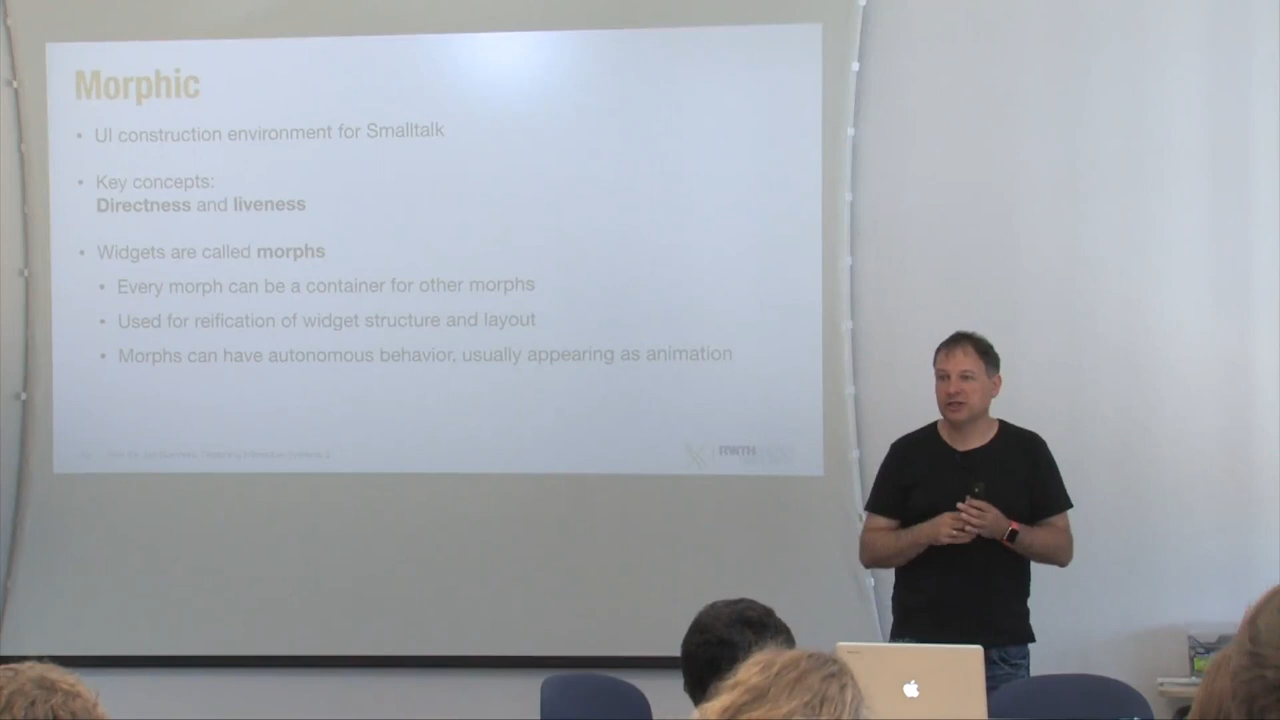 Morphic
• UI construction environment for Smalltalk
• Key concepts:
Directness and liveness
• Widgets are called morphs
• Every morph can be a container for other morphs
• Used for reification of widget structure and layout
• Morphs can have autonomous behavior, usually appearing as animation
RWTH